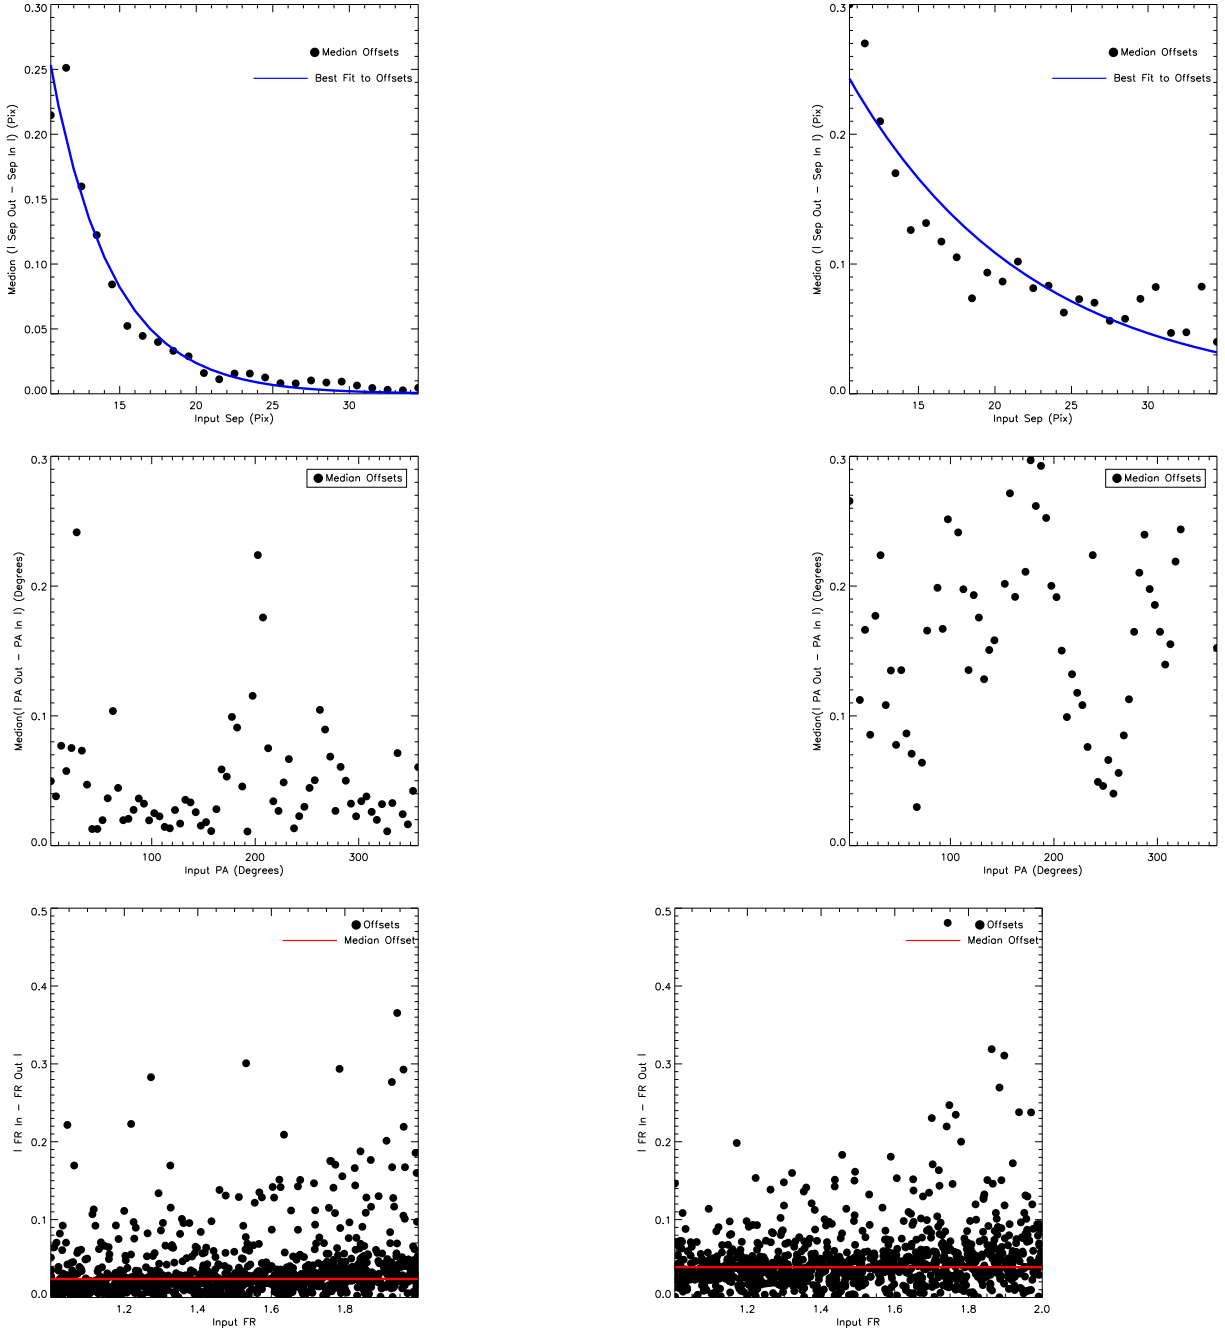 0.30
0.25
0.20
0.15
0.10
0.05
0.00
Median (| Sep Out – Sep In |) (Pix)
Median Offsets
Best Fit to Offsets
15 20 25 30
Input Sep (Pix)
0.3
0.2
0.1
0.0
Median (| Sep Out – Sep In |) (Pix)
Median Offsets
Best Fit to Offsets
15 20 25 30
Input Sep (Pix)
0.3
0.2
0.1
0.0
Median(| PA Out – PA In |) (Degrees)
Median Offsets
100 200 300
Input PA (Degrees)
0.3
0.2
0.1
0.0
Median(| PA Out – PA In |) (Degrees)
Median Offsets
100 200 300
Input PA (Degrees)
0.5
0.4
0.3
0.2
0.1
0.0
| FR In – FR Out |
Offsets
Median Offset
1.2 1.4 1.6 1.8
Input FR
0.5
0.4
0.3
0.2
0.1
0.0
| FR In – FR Out |
Offsets
Median Offset
1.2 1.4 1.6 1.8 2.0
Input FR